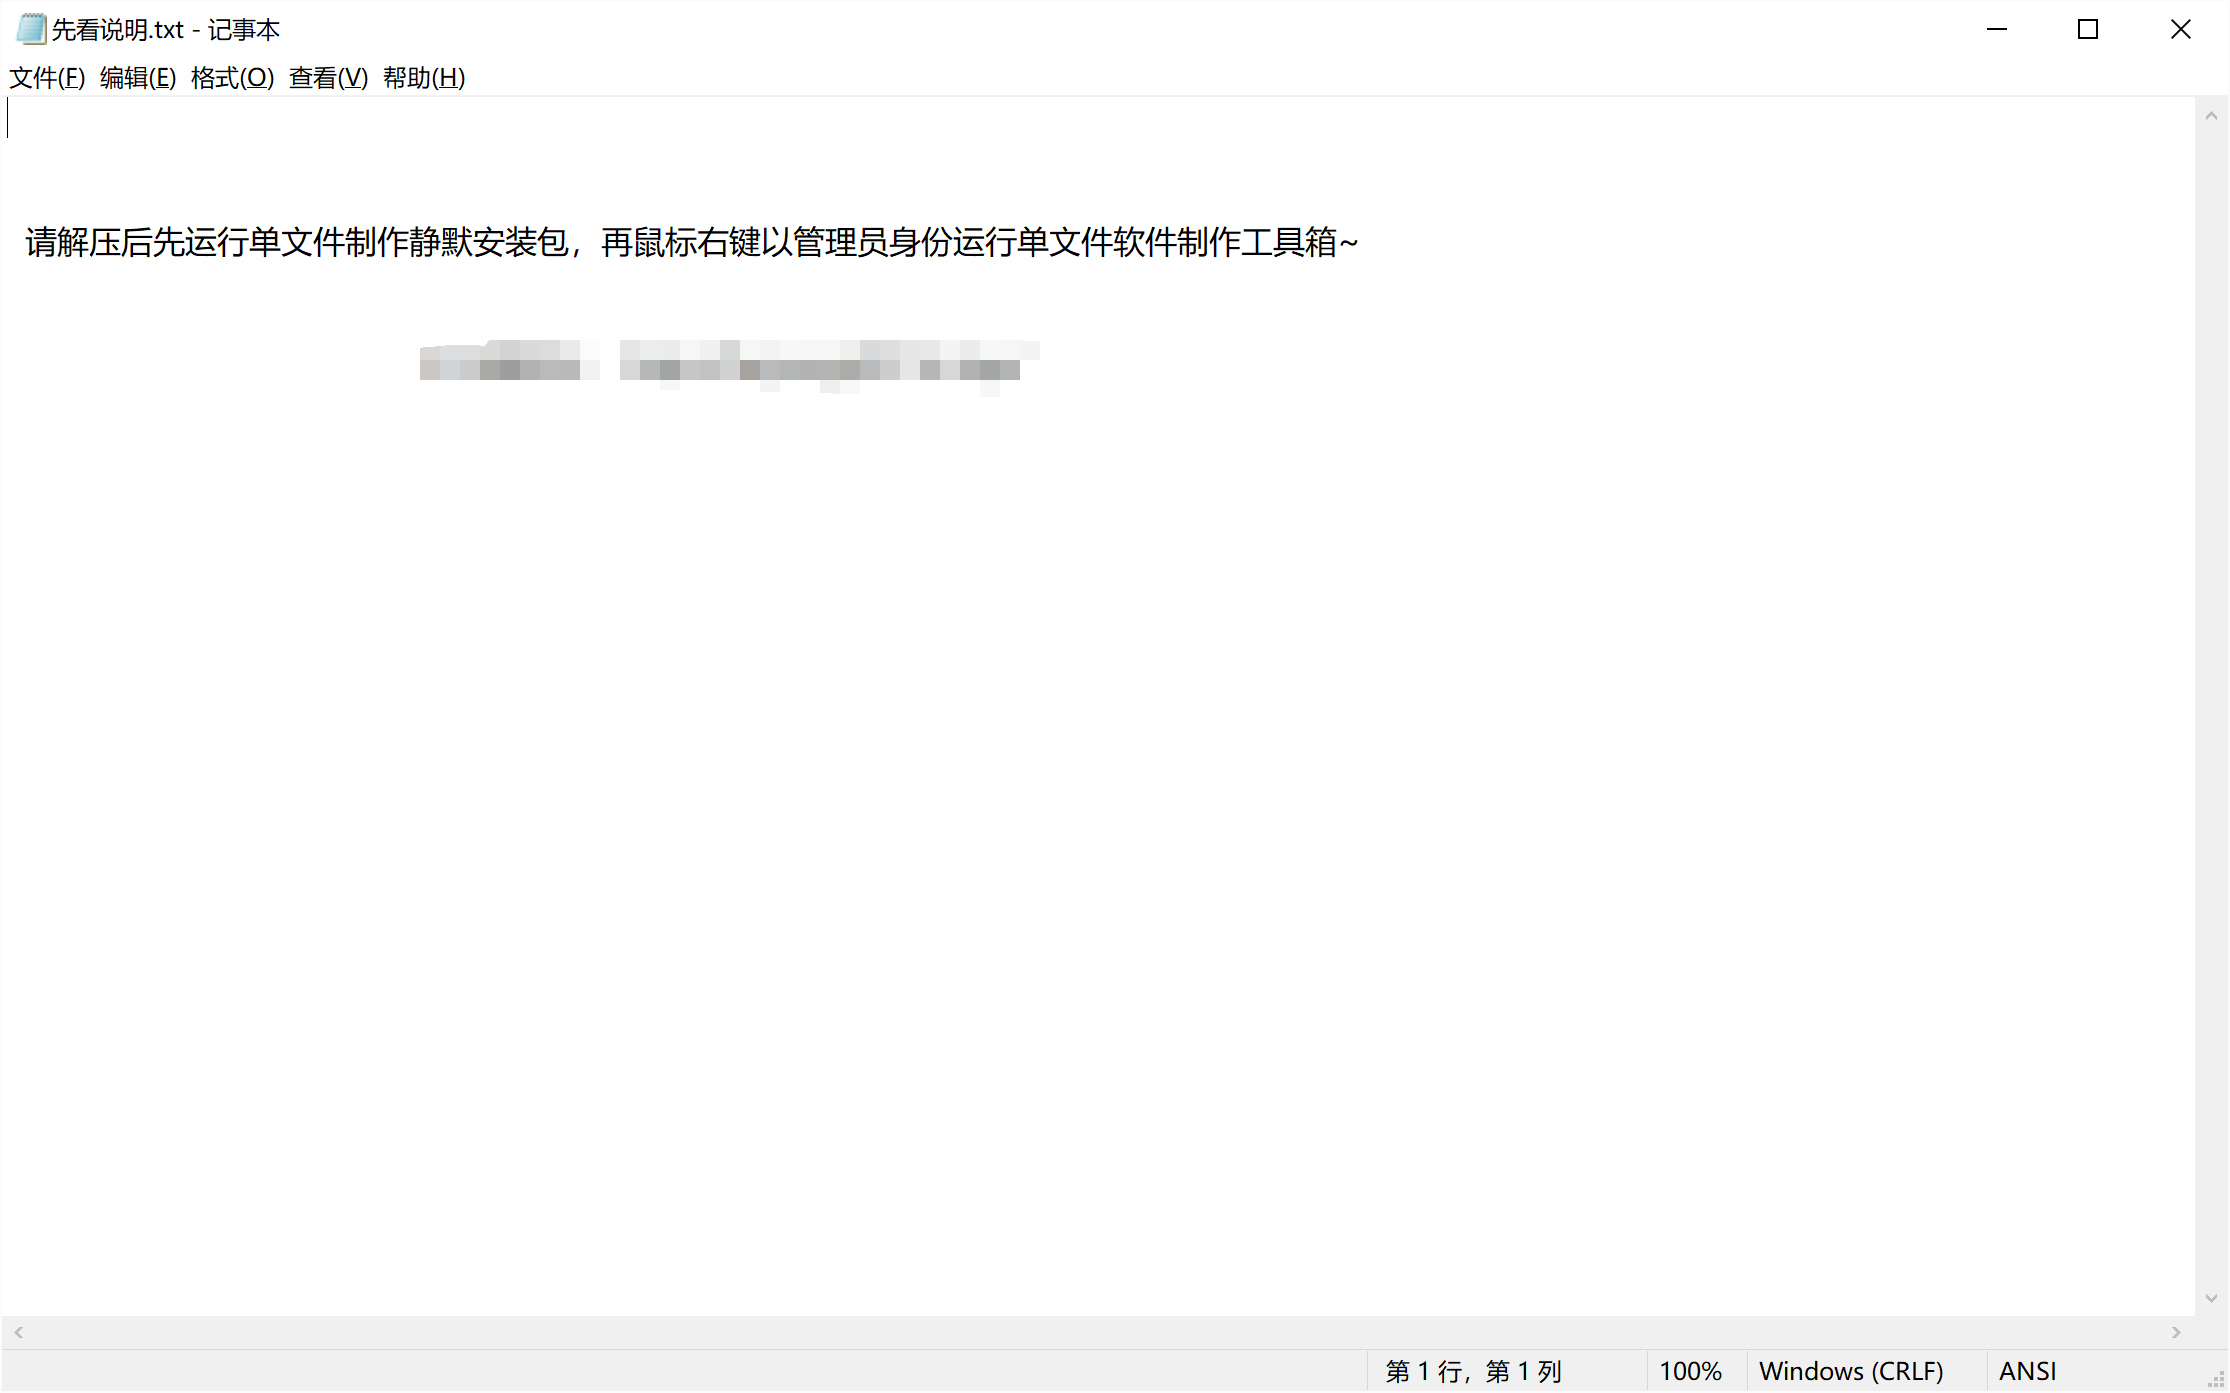 先看说明.txt - 记事本
文件(F) 编辑(E) 格式(O) 查看(V) 帮助(H)
请解压后先运行单文件制作静默安装包，再鼠标右键以管理员身份运行单文件软件制作工具箱~
第 1 行，第 1 列 100% Windows (CRLF) ANSI